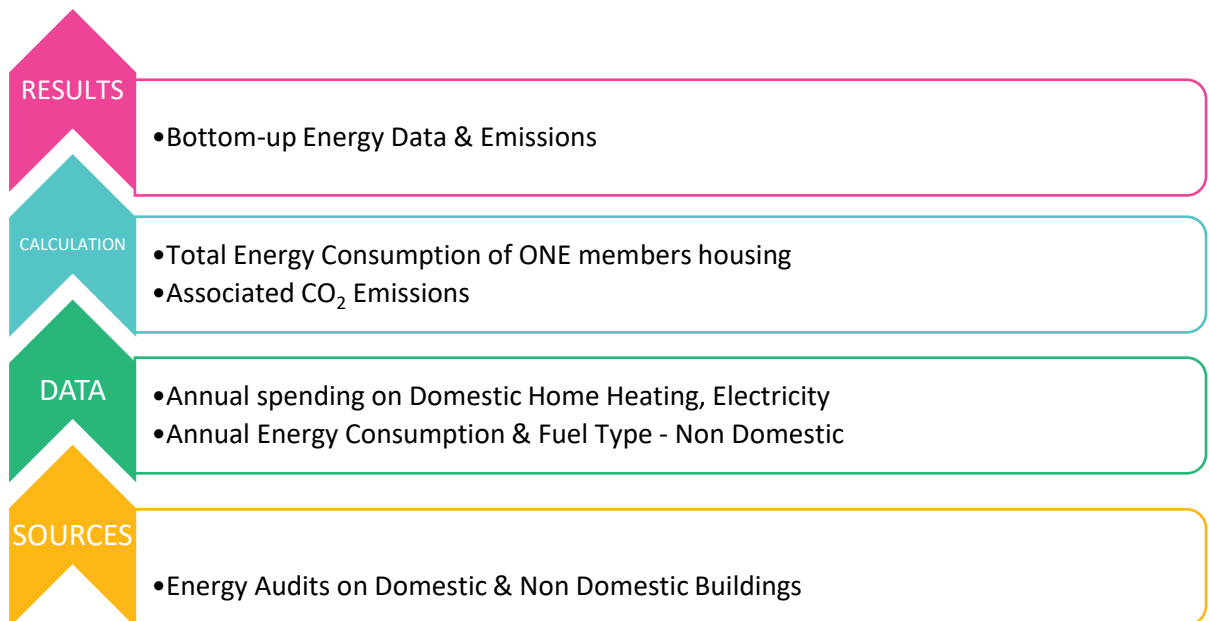 RESULTS
•Bottom-up Energy Data & Emissions
CALCULATION
•Total Energy Consumption of ONE members housing
•Associated CO₂ Emissions
DATA
•Annual spending on Domestic Home Heating, Electricity
•Annual Energy Consumption & Fuel Type - Non Domestic
SOURCES
•Energy Audits on Domestic & Non Domestic Buildings